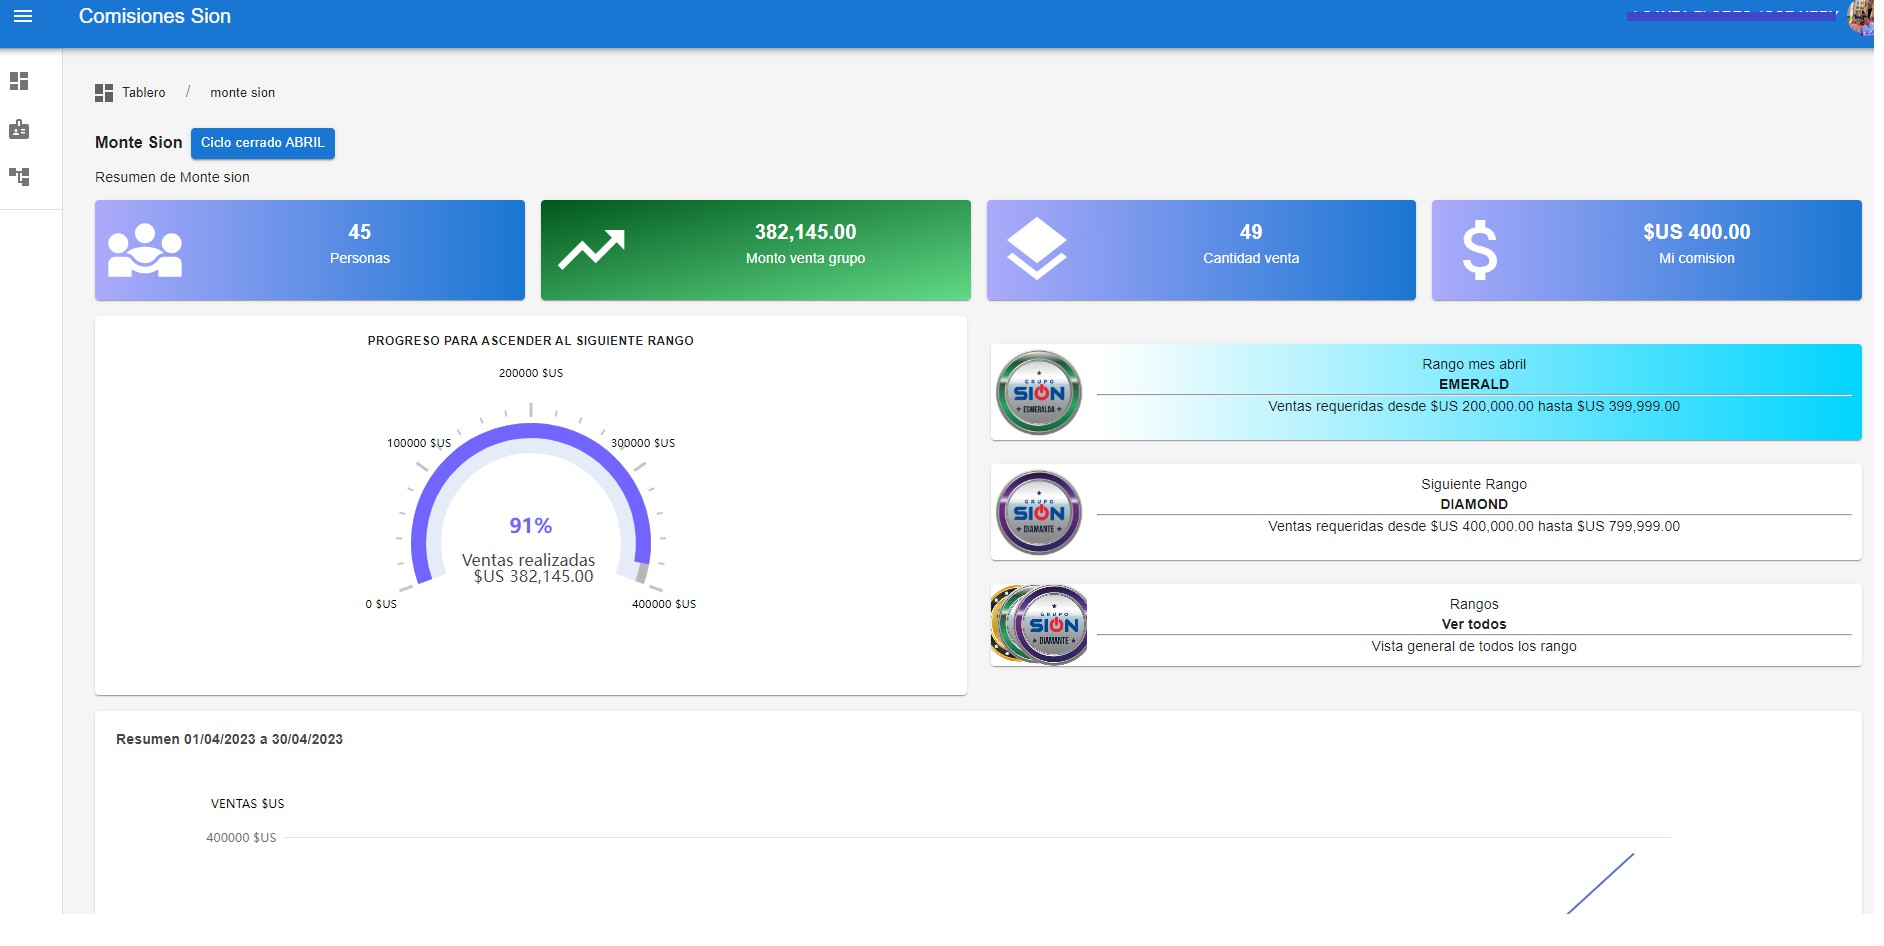 Comisiones Sion
Tablero / monte sion
Monte Sion Ciclo cerrado ABRIL
Resumen de Monte sion
45
Personas
382,145.00
Monto venta grupo
49
Cantidad venta
$US 400.00
Mi comision
PROGRESO PARA ASCENDER AL SIGUIENTE RANGO
200000 $US
100000 $US
300000 $US
91%
Ventas realizadas
$US 382,145.00
0 $US
400000 $US
GRUPO
SION
ESMERALDA
Rango mes abril
EMERALD
Ventas requeridas desde $US 200,000.00 hasta $US 399,999.00
GRUPO
SION
DIAMANTE
Siguiente Rango
DIAMOND
Ventas requeridas desde $US 400,000.00 hasta $US 799,999.00
GRUPO
SION
DIAMANTE
Rangos
Ver todos
Vista general de todos los rango
Resumen 01/04/2023 a 30/04/2023
VENTAS $US
400000 $US